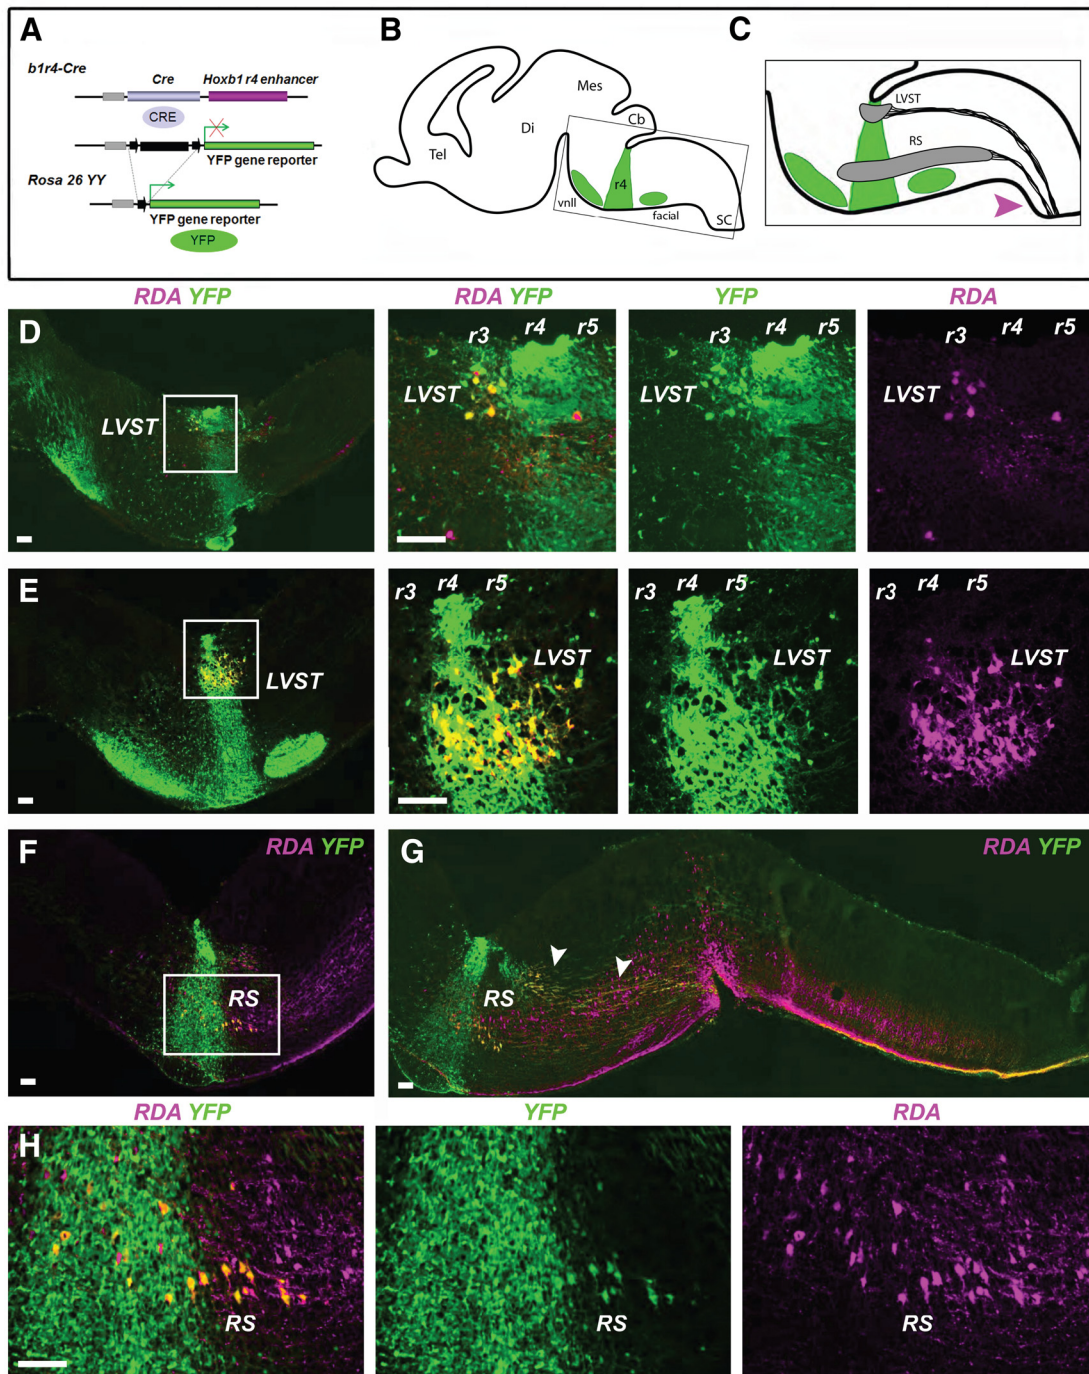 A
b1r4-Cre
Cre
Hoxb1 r4 enhancer
CRE
YFP gene reporter
Rosa 26 YY
YFP gene reporter
YFP
B
Mes
Cb
Di
Tel
r4
vnll
facial
SC
C
LVST
RS
RDA YFP
RDA YFP
YFP
RDA
D
LVST
r3 r4 r5
LVST
r3 r4 r5
LVST
r3 r4 r5
LVST
E
LVST
r3 r4 r5
LVST
r3 r4 r5
LVST
r3 r4 r5
LVST
F
RDA YFP
RS
G
RDA YFP
RS
RDA YFP
YFP
RDA
H
RS
RS
RS